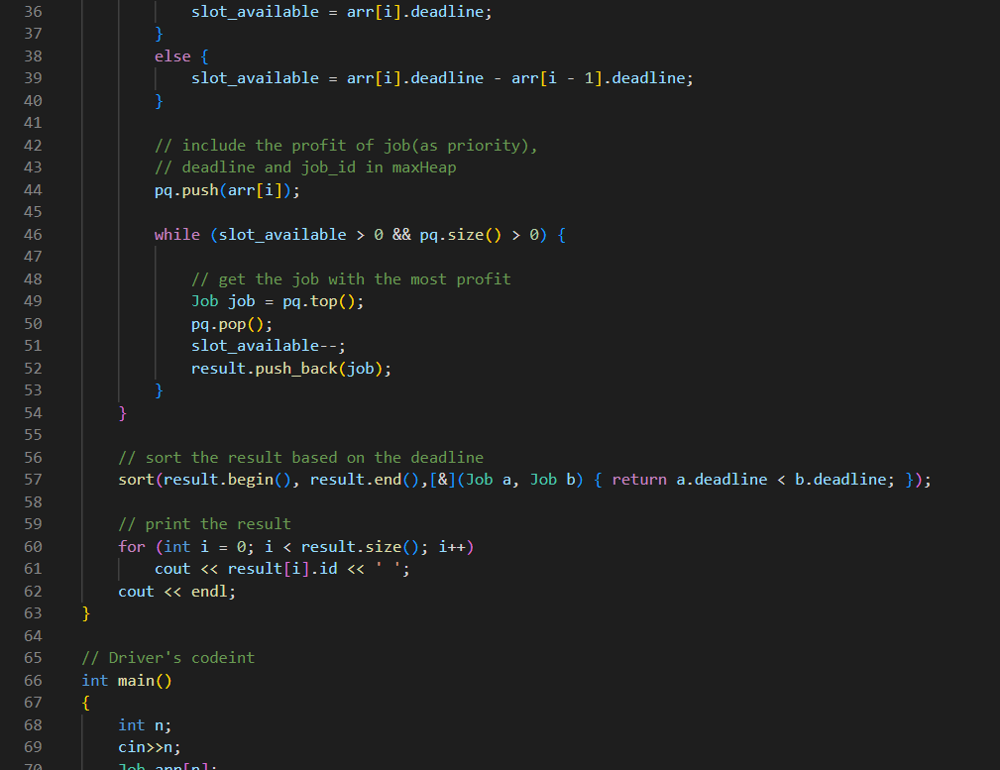 36 slot_available = arr[i].deadline;
37 }
38 else {
39 slot_available = arr[i].deadline - arr[i - 1].deadline;
40 }
41
42 // include the profit of job(as priority),
43 // deadline and job_id in maxHeap
44 pq.push(arr[i]);
45
46 while (slot_available > 0 && pq.size() > 0) {
47
48 // get the job with the most profit
49 Job job = pq.top();
50 pq.pop();
51 slot_available--;
52 result.push_back(job);
53 }
54 }
55
56 // sort the result based on the deadline
57 sort(result.begin(), result.end(),[&](Job a, Job b) { return a.deadline < b.deadline; });
58
59 // print the result
60 for (int i = 0; i < result.size(); i++)
61 cout << result[i].id << ' ';
62 cout << endl;
63 }
64
65 // Driver's codeint
66 int main()
67 {
68 int n;
69 cin>>n;
70 Job arr[n];